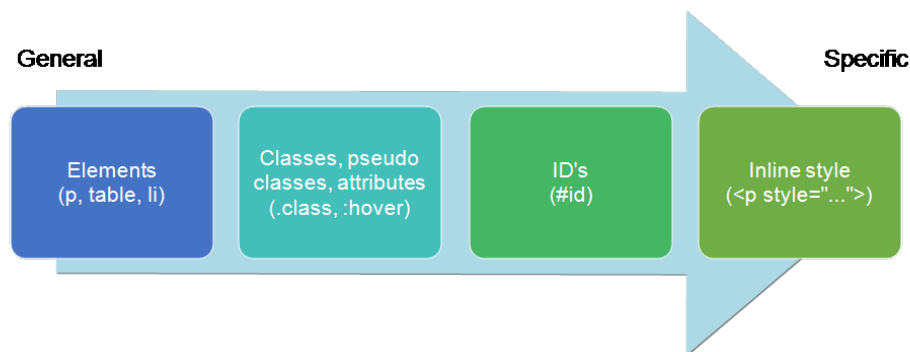 General
Specific
Elements
(p, table, li)
Classes, pseudo
classes, attributes
(.class, :hover)
ID's
(#id)
Inline style
(<p style="...">)